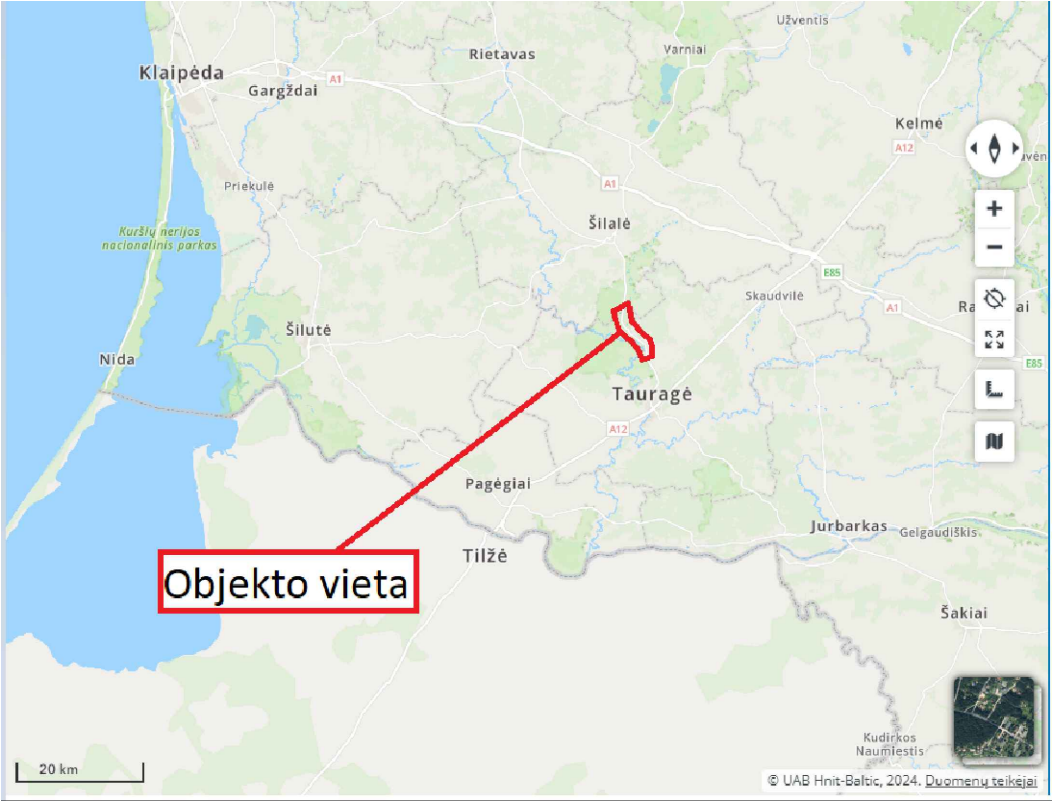 Užventis
Rietavas
Varniai
Klaipėda
A1
Gargždai
Kelmė
A12
Priekulė
A1
Šilalė
Kuršių nerijos
nacionalinis parkas
E85
Skaudvilė
A1
Šilutė
Nida
E85
Tauragė
A12
Pagėgiai
Jurbarkas
Gelgaudiškis
Tilžė
Objekto vieta
Šakiai
Kudirkos
Naumiestis
20 km
© UAB Hnit-Baltic, 2024. Duomenų teikėjai